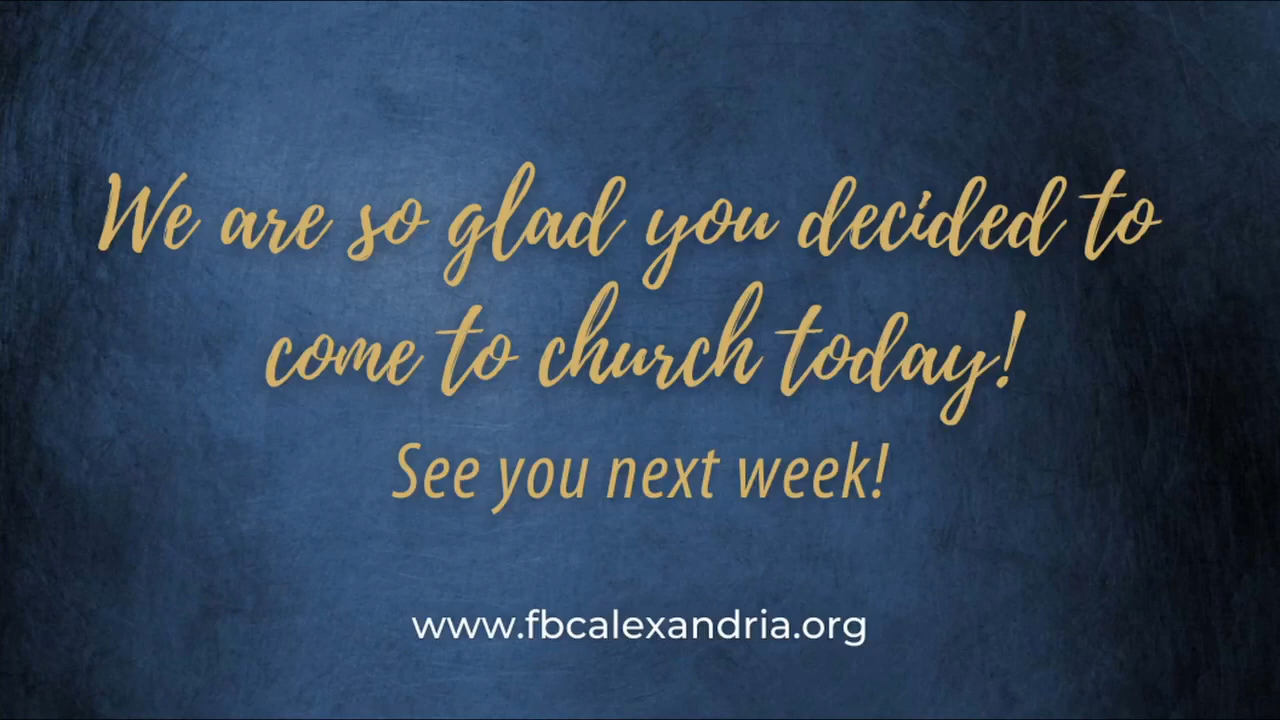 We are so glad you decided to
come to church today!
See you next week!
www.fbcalexandria.org